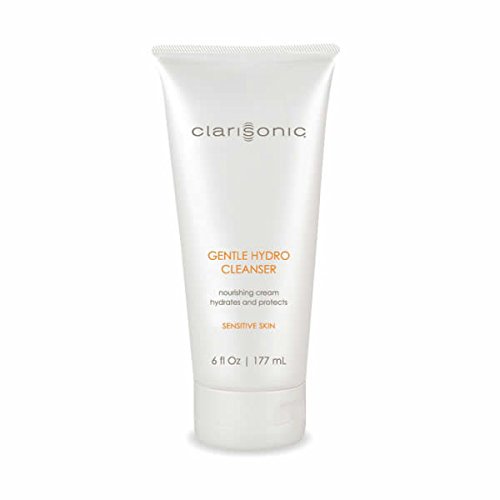 clarisonic
GENTLE HYDRO
CLEANSER
nourishing cream
hydrates and protects
SENSITIVE SKIN
6 fl Oz | 177 mL